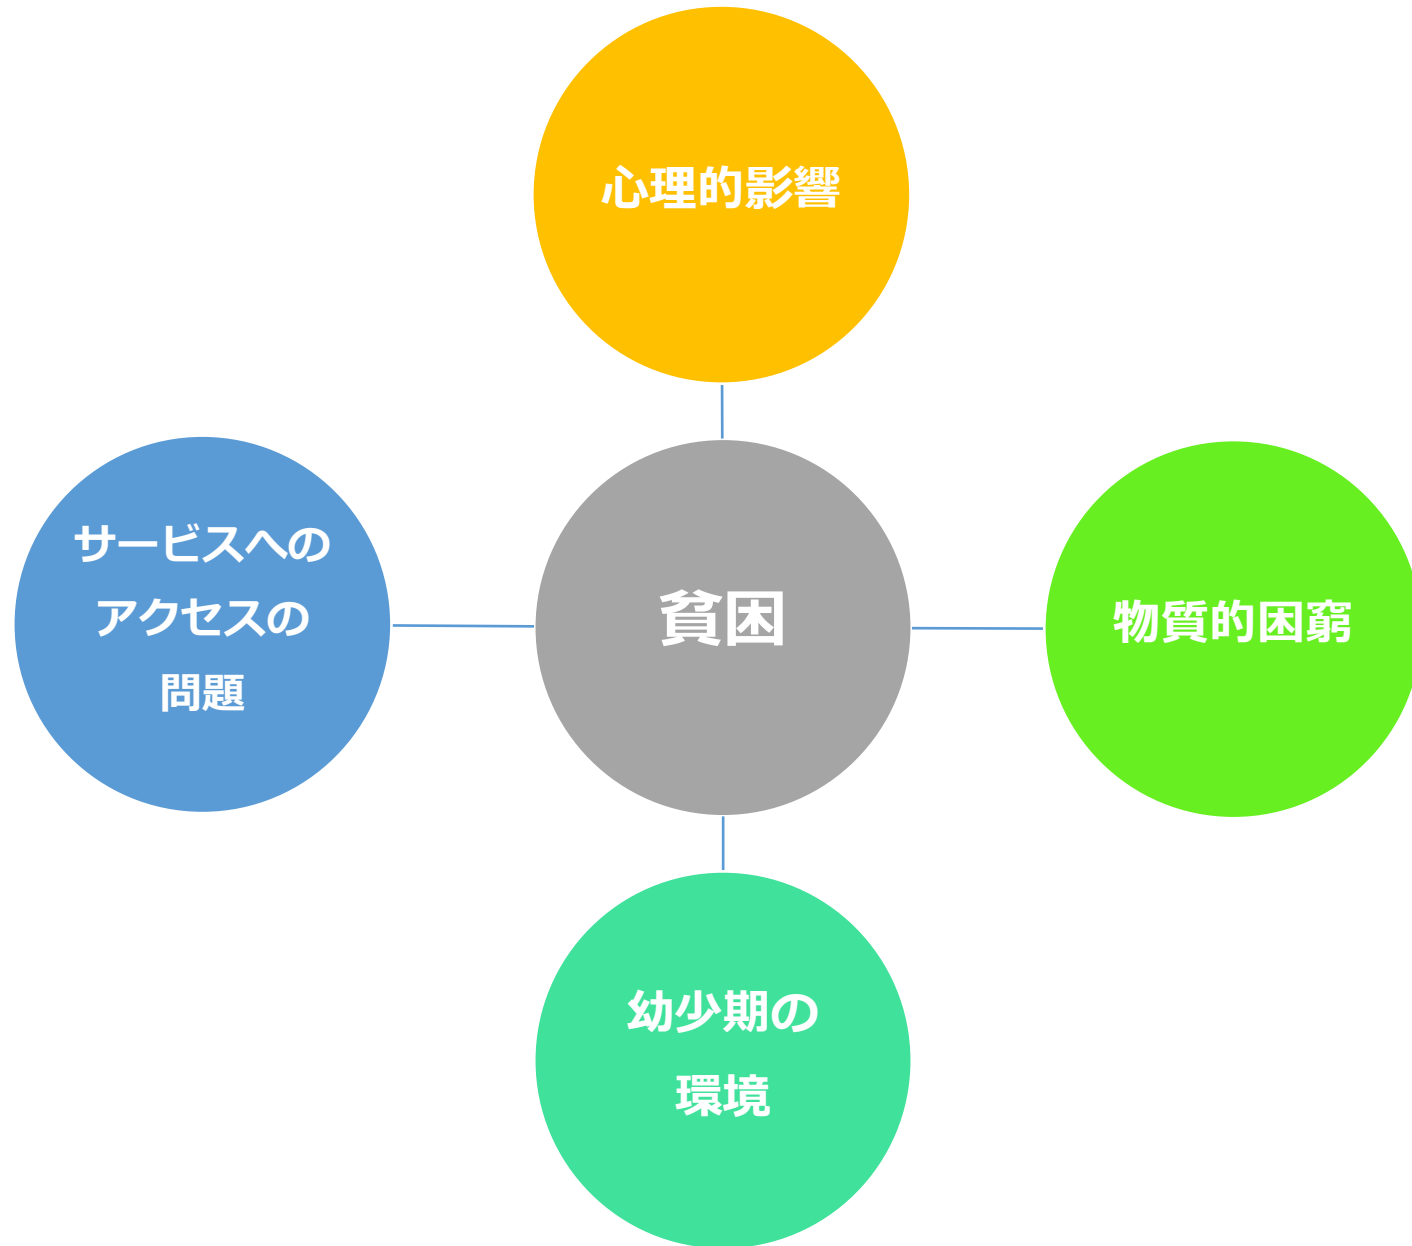 心理的影響
サービスへの
アクセスの
問題
貧困
物質的困窮
幼少期の
環境